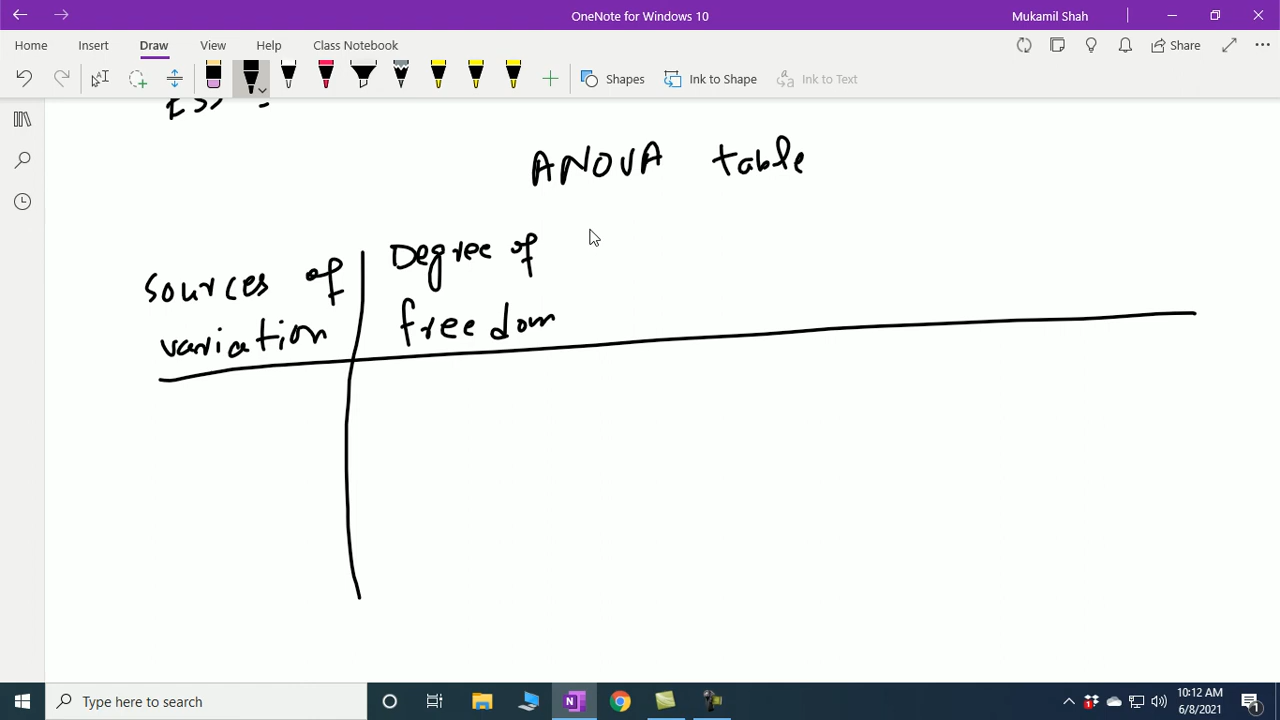 OneNote for Windows 10
Mukamil Shah
Home Insert Draw View Help Class Notebook
Share
Shapes Ink to Shape Ink to Text
ESS =
ANOVA table
Sources of variation
Degree of freedom
Type here to search
10:12 AM
6/8/2021
1